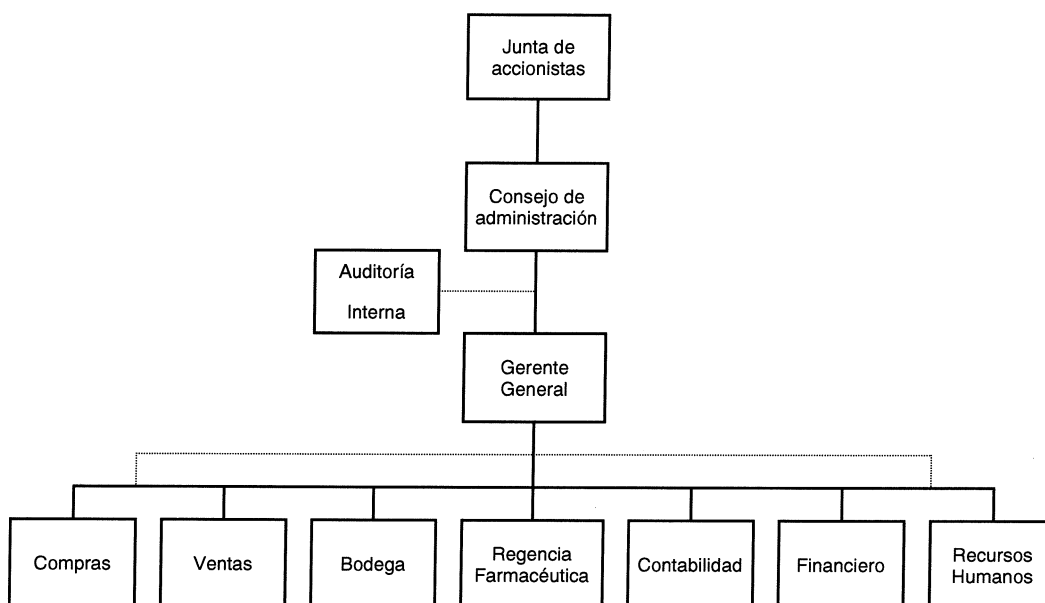 Junta de
accionistas
Consejo de
administración
Auditoría
Interna
Gerente
General
Compras
Ventas
Bodega
Regencia
Farmacéutica
Contabilidad
Financiero
Recursos
Humanos